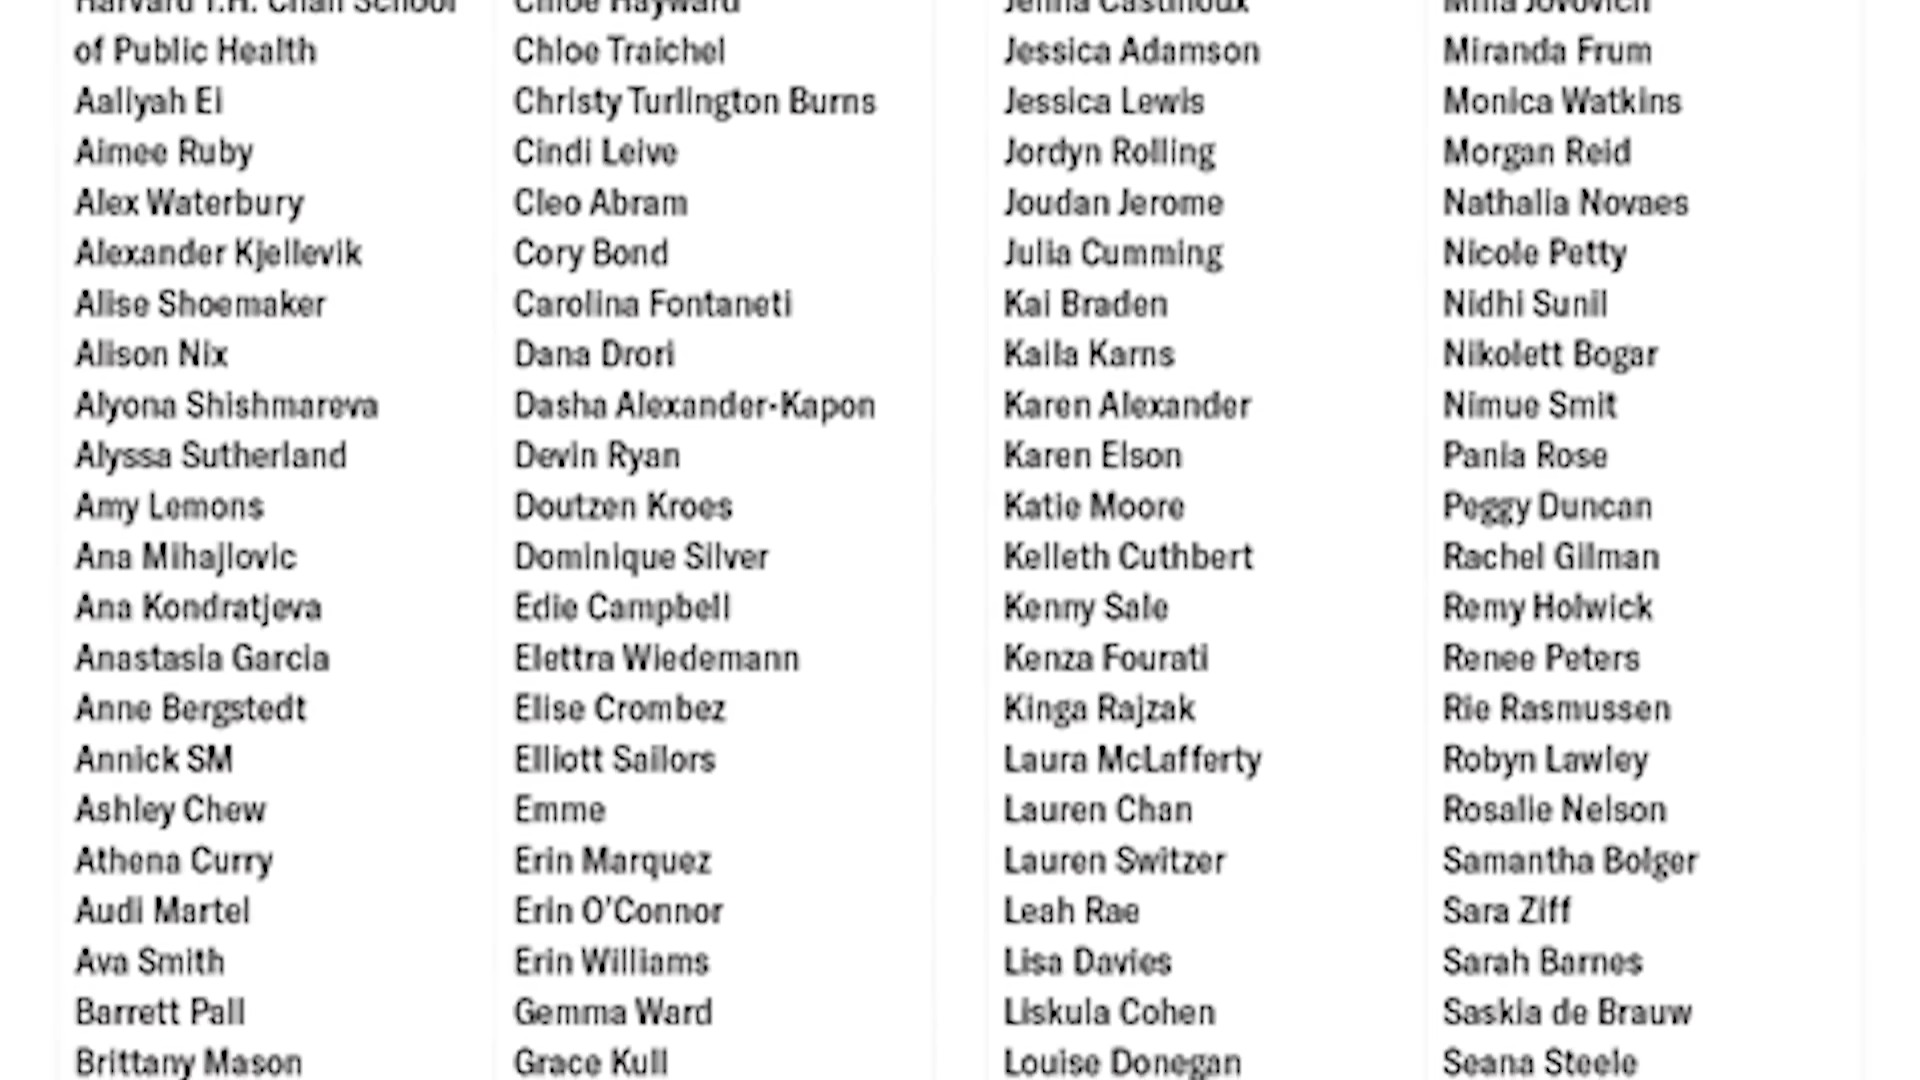 Harvard T.H. Chan School
of Public Health
Aaliyah Ei
Aimee Ruby
Alex Waterbury
Alexander Kjellevik
Alise Shoemaker
Alison Nix
Alyona Shishmareva
Alyssa Sutherland
Amy Lemons
Ana Mihajlovic
Ana Kondratjeva
Anastasia Garcia
Anne Bergstedt
Annick SM
Ashley Chew
Athena Curry
Audi Martel
Ava Smith
Barrett Pall
Brittany Mason
Chloe Hayward
Chloe Traichel
Christy Turlington Burns
Cindi Leive
Cleo Abram
Cory Bond
Carolina Fontaneti
Dana Drori
Dasha Alexander-Kapon
Devin Ryan
Doutzen Kroes
Dominique Silver
Edie Campbell
Elettra Wiedemann
Elise Crombez
Elliott Sailors
Emme
Erin Marquez
Erin O'Connor
Erin Williams
Gemma Ward
Grace Kull
Jenna
Jessica Adamson
Jessica Lewis
Jordyn Rolling
Joudan Jerome
Julia Cumming
Kai Braden
Kaila Karns
Karen Alexander
Karen Elson
Katie Moore
Kelleth Cuthbert
Kenny Sale
Kenza Fourati
Kinga Rajzak
Laura McLafferty
Lauren Chan
Lauren Switzer
Leah Rae
Lisa Davies
Liskula Cohen
Louise Donegan
Milla Jovovich
Miranda Frum
Monica Watkins
Morgan Reid
Nathalia Novaes
Nicole Petty
Nidhi Sunil
Nikolett Bogar
Nimue Smit
Pania Rose
Peggy Duncan
Rachel Gilman
Remy Holwick
Renee Peters
Rie Rasmussen
Robyn Lawley
Rosalie Nelson
Samantha Bolger
Sara Ziff
Sarah Barnes
Saskia de Brauw
Seana Steele